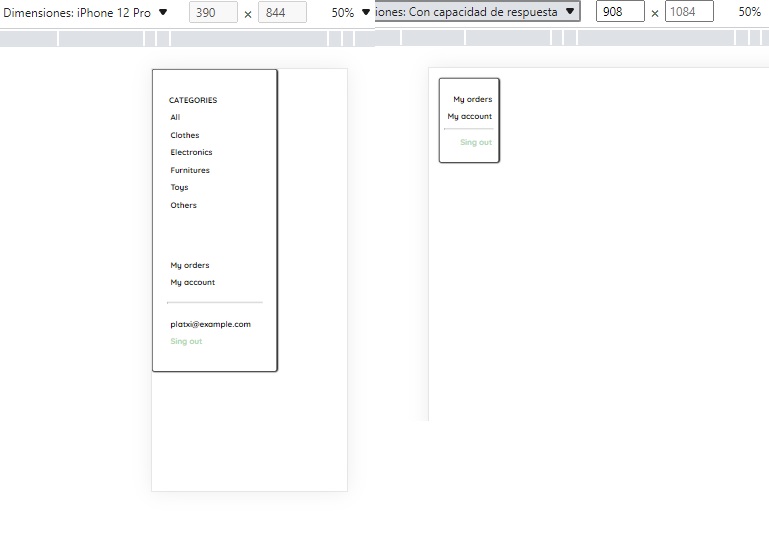 Dimensiones: iPhone 12 Pro 390 × 844 50%
iones: Con capacidad de respuesta 908 × 1084 50%
CATEGORIES
All
Clothes
Electronics
Furnitures
Toys
Others
My orders
My account
platxi@example.com
Sing out
My orders
My account
Sing out